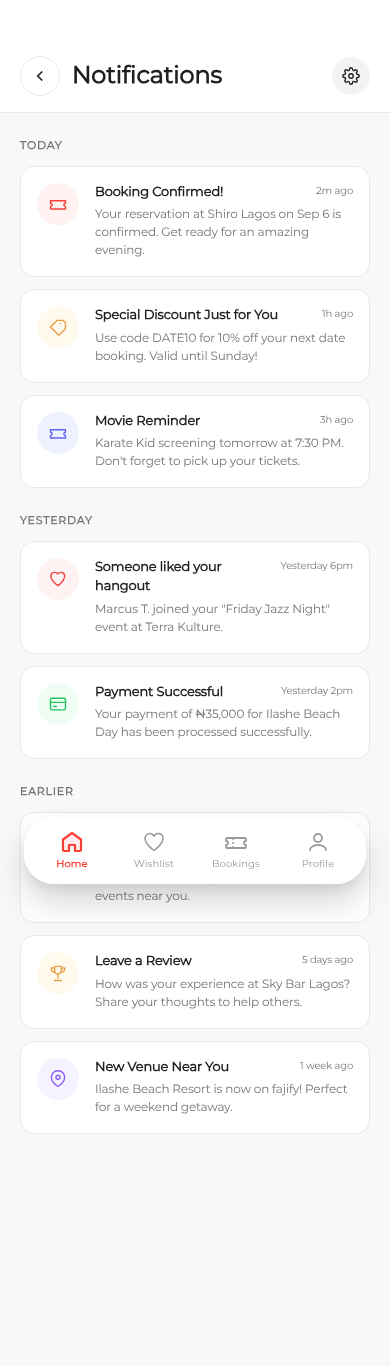 Notifications
TODAY
Booking Confirmed!
2m ago
Your reservation at Shiro Lagos on Sep 6 is
confirmed. Get ready for an amazing
evening.
Special Discount Just for You
1h ago
Use code DATE10 for 10% off your next date
booking. Valid until Sunday!
Movie Reminder
3h ago
Karate Kid screening tomorrow at 7:30 PM.
Don't forget to pick up your tickets.
YESTERDAY
Someone liked your
hangout
Yesterday 6pm
Marcus T. joined your "Friday Jazz Night"
event at Terra Kulture.
Payment Successful
Yesterday 2pm
Your payment of ₦35,000 for Ilashe Beach
Day has been processed successfully.
EARLIER
Home
Wishlist
Bookings
Profile
events near you.
Leave a Review
5 days ago
How was your experience at Sky Bar Lagos?
Share your thoughts to help others.
New Venue Near You
1 week ago
Ilashe Beach Resort is now on fajify! Perfect
for a weekend getaway.